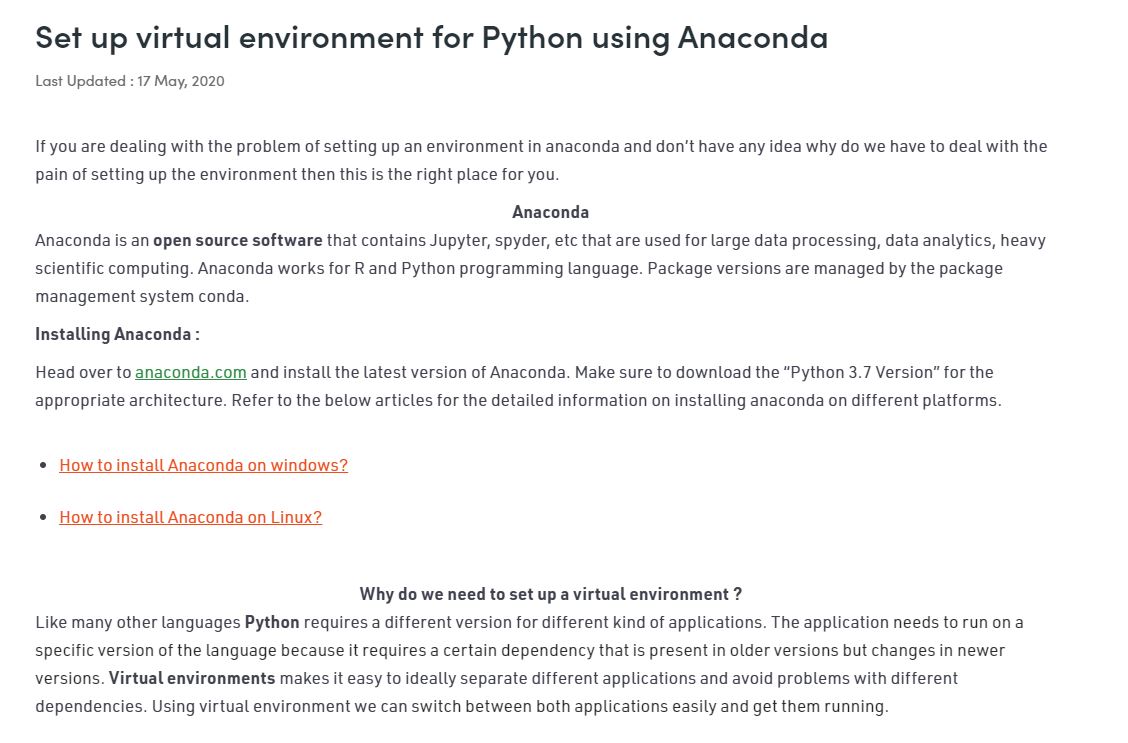 Set up virtual environment for Python using Anaconda
Last Updated : 17 May, 2020
If you are dealing with the problem of setting up an environment in anaconda and don’t have any idea why do we have to deal with the
pain of setting up the environment then this is the right place for you.
Anaconda
Anaconda is an open source software that contains Jupyter, spyder, etc that are used for large data processing, data analytics, heavy
scientific computing. Anaconda works for R and Python programming language. Package versions are managed by the package
management system conda.
Installing Anaconda :
Head over to anaconda.com and install the latest version of Anaconda. Make sure to download the “Python 3.7 Version” for the
appropriate architecture. Refer to the below articles for the detailed information on installing anaconda on different platforms.
• How to install Anaconda on windows?
• How to install Anaconda on Linux?
Why do we need to set up a virtual environment ?
Like many other languages Python requires a different version for different kind of applications. The application needs to run on a
specific version of the language because it requires a certain dependency that is present in older versions but changes in newer
versions. Virtual environments makes it easy to ideally separate different applications and avoid problems with different
dependencies. Using virtual environment we can switch between both applications easily and get them running.